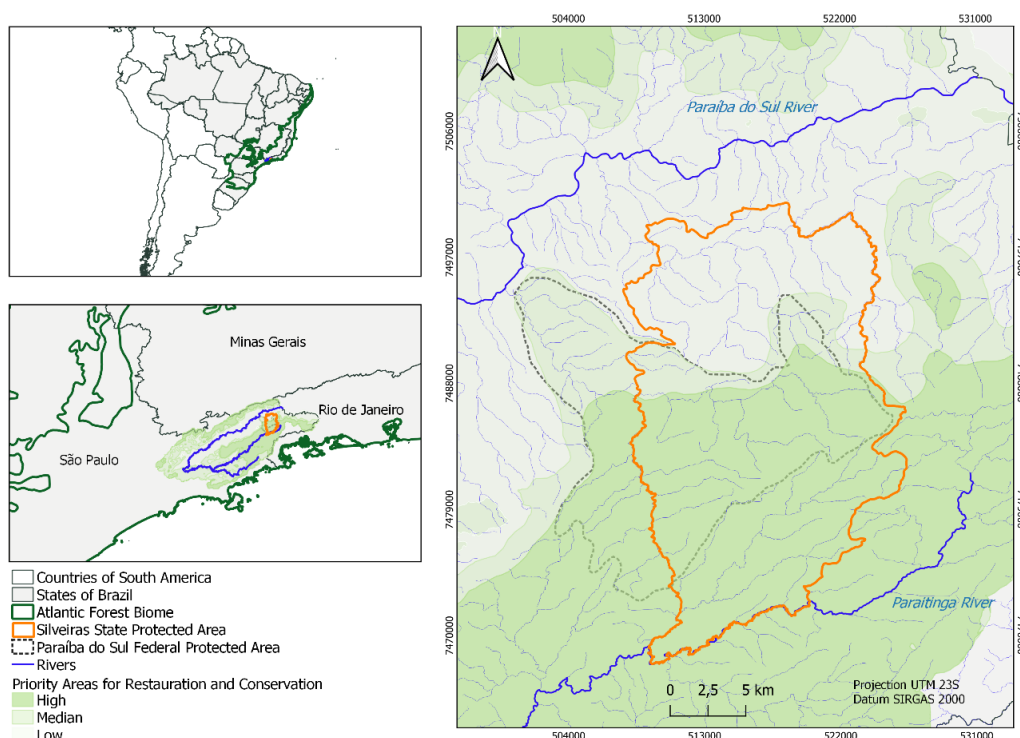 504000 513000 522000 531000
N
Paraíba do Sul River
7506000
7497000
7488000
7479000
7470000
Minas Gerais
Rio de Janeiro
São Paulo
Countries of South America
States of Brazil
Atlantic Forest Biome
Silveiras State Protected Area
Paraíba do Sul Federal Protected Area
Rivers
Priority Areas for Restauration and Conservation
High
Median
Low
Paraitinga River
0 2,5 5 km
Projection UTM 23S
Datum SIRGAS 2000
504000 513000 522000 531000